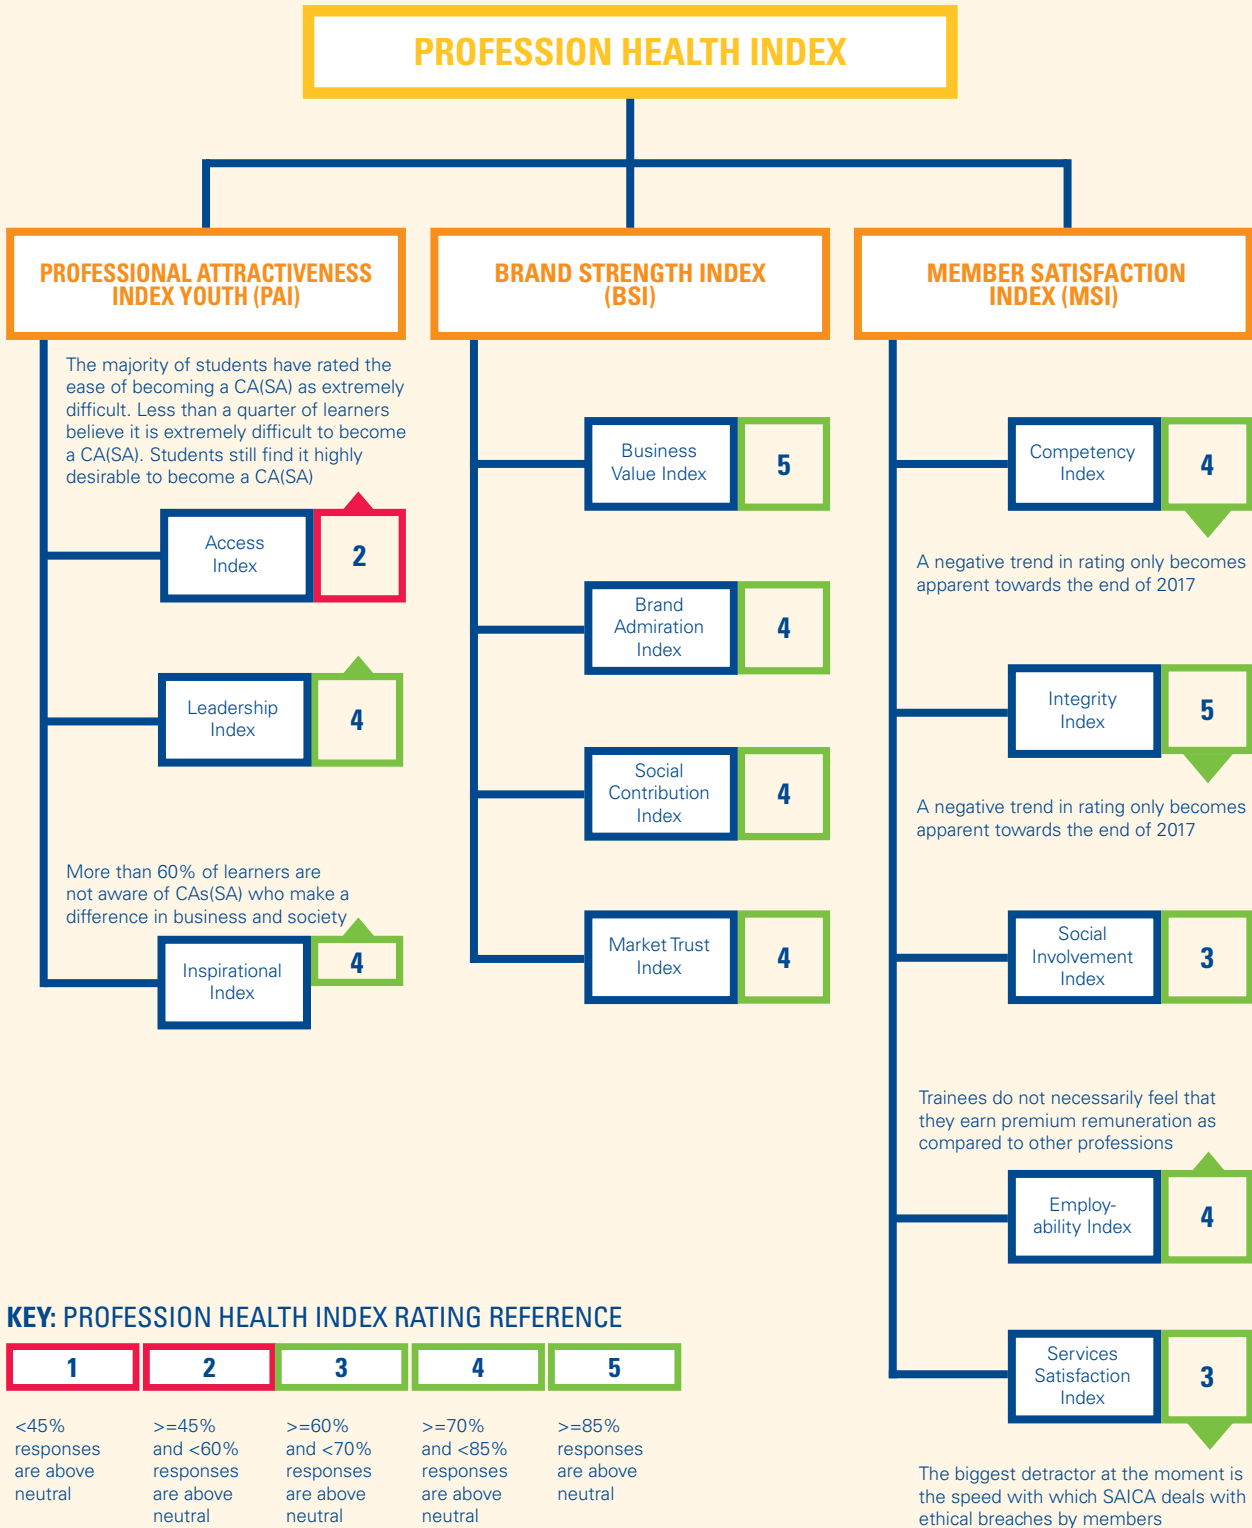 PROFESSION HEALTH INDEX
PROFESSIONAL ATTRACTIVENESS
INDEX YOUTH (PAI)
The majority of students have rated the
ease of becoming a CA(SA) as extremely
difficult. Less than a quarter of learners
believe it is extremely difficult to become
a CA(SA). Students still find it highly
desirable to become a CA(SA)
Access
Index
2
Leadership
Index
4
More than 60% of learners are
not aware of CAs(SA) who make a
difference in business and society
Inspirational
Index
4
BRAND STRENGTH INDEX
(BSI)
Business
Value Index
5
Brand
Admiration
Index
4
Social
Contribution
Index
4
Market Trust
Index
4
MEMBER SATISFACTION
INDEX (MSI)
Competency
Index
4
A negative trend in rating only becomes
apparent towards the end of 2017
Integrity
Index
5
A negative trend in rating only becomes
apparent towards the end of 2017
Social
Involvement
Index
3
Trainees do not necessarily feel that
they earn premium remuneration as
compared to other professions
Employ-
ability Index
4
Services
Satisfaction
Index
3
The biggest detractor at the moment is
the speed with which SAICA deals with
ethical breaches by members
KEY: PROFESSION HEALTH INDEX RATING REFERENCE
1
<45%
responses
are above
neutral
2
>=45%
and <60%
responses
are above
neutral
3
>=60%
and <70%
responses
are above
neutral
4
>=70%
and <85%
responses
are above
neutral
5
>=85%
responses
are above
neutral